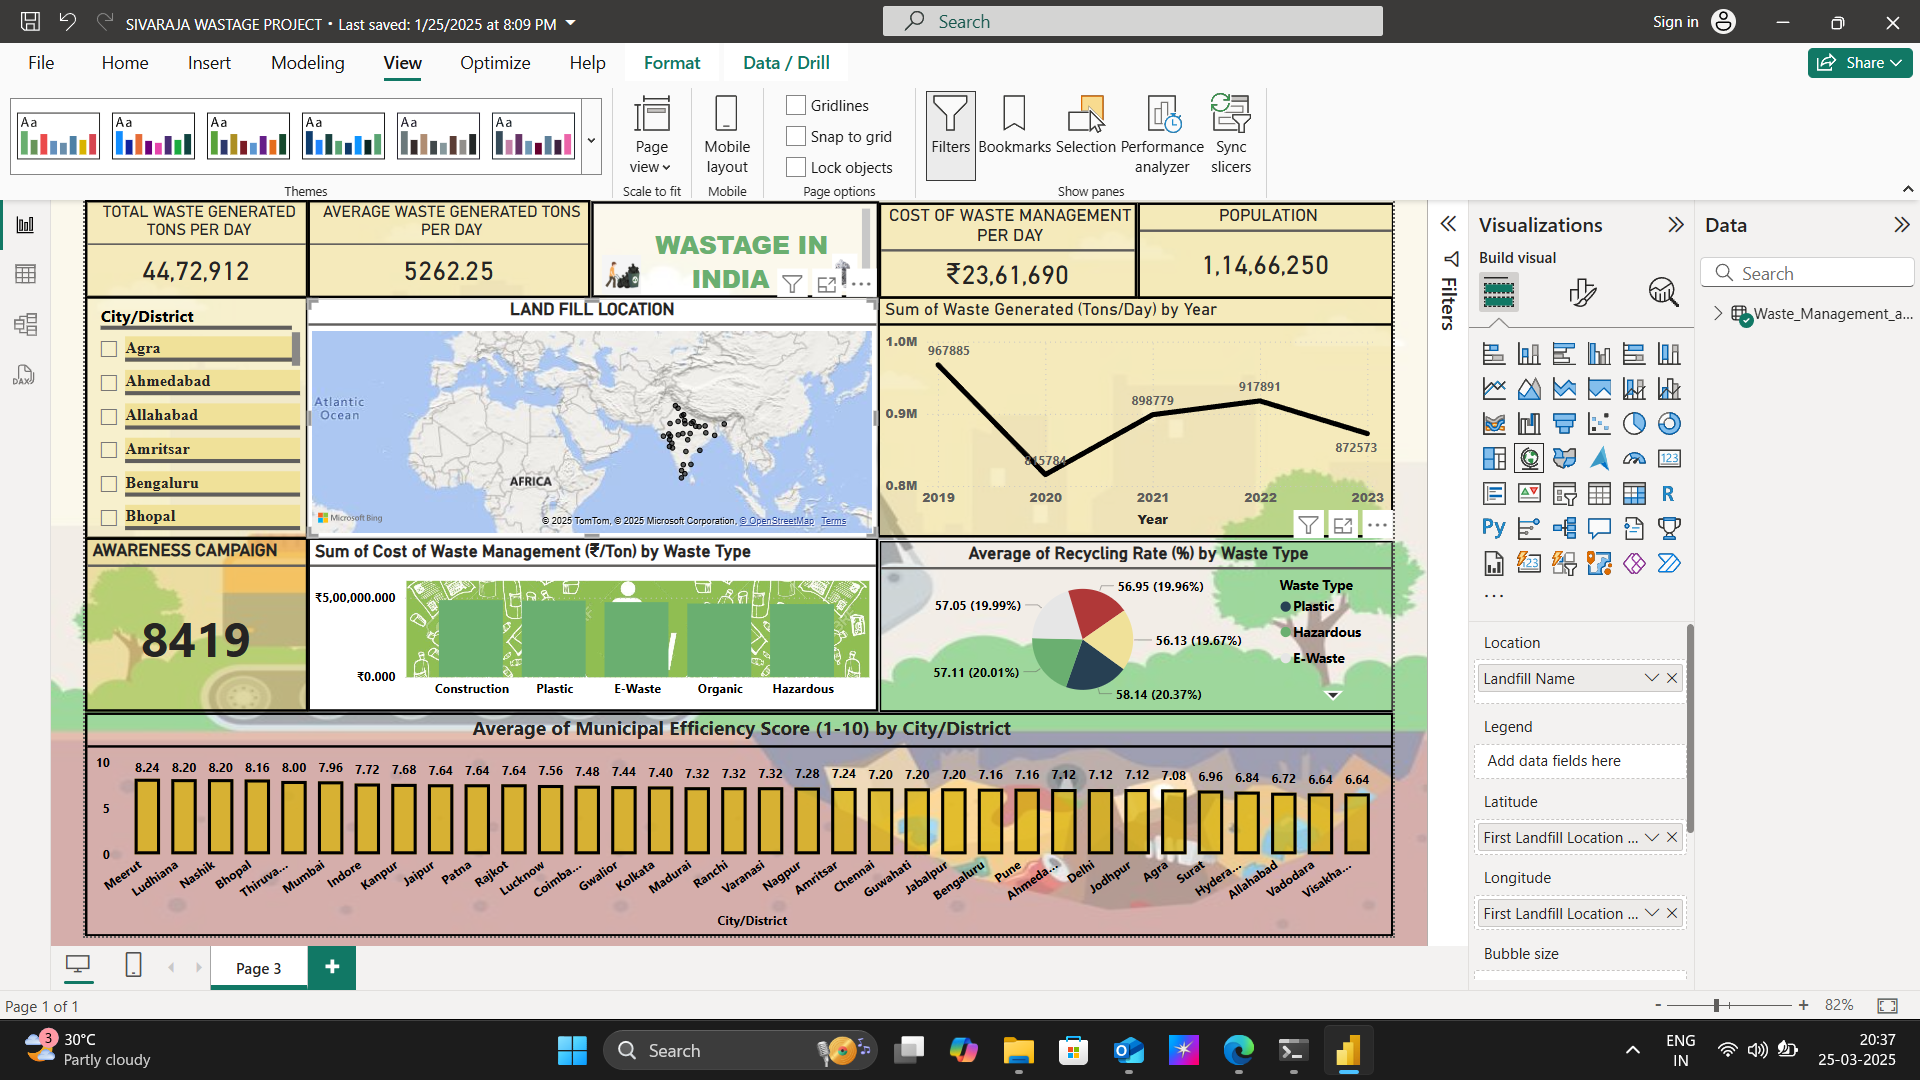 SIVARAJA WASTAGE PROJECT • Last saved: 1/25/2025 at 8:09 PM
Search
Sign in
File Home Insert Modeling View Optimize Help Format Data / Drill
Share
Aa Aa Aa Aa Aa Aa
Page view
Mobile layout
Gridlines
Snap to grid
Lock objects
Filters
Bookmarks
Selection
Performance analyzer
Sync slicers
Themes
Scale to fit
Mobile
Page options
Show panes
TOTAL WASTE GENERATED
TONS PER DAY
44,72,912
AVERAGE WASTE GENERATED TONS
PER DAY
5262.25
WASTAGE IN
INDIA
COST OF WASTE MANAGEMENT
PER DAY
₹23,61,690
POPULATION
1,14,66,250
City/District
Agra
Ahmedabad
Allahabad
Amritsar
Bengaluru
Bhopal
LAND FILL LOCATION
Atlantic
Ocean
AFRICA
Microsoft Bing
© 2025 TomTom, © 2025 Microsoft Corporation, © OpenStreetMap Terms
Sum of Waste Generated (Tons/Day) by Year
1.0M
0.9M
0.8M
967885
815784
898779
917891
872573
2019 2020 2021 2022 2023
Year
AWARENESS CAMPAIGN
8419
Sum of Cost of Waste Management (₹/Ton) by Waste Type
₹5,00,000.000
₹0.000
Construction Plastic E-Waste Organic Hazardous
Average of Recycling Rate (%) by Waste Type
56.95 (19.96%)
57.05 (19.99%)
56.13 (19.67%)
57.11 (20.01%)
58.14 (20.37%)
Waste Type
Plastic
Hazardous
E-Waste
Average of Municipal Efficiency Score (1-10) by City/District
10
5
0
8.24 8.20 8.20 8.16 8.00 7.96 7.72 7.68 7.64 7.64 7.64 7.56 7.48 7.44 7.40 7.32 7.32 7.32 7.28 7.24 7.20 7.20 7.20 7.16 7.16 7.12 7.12 7.12 7.08 6.96 6.84 6.72 6.64 6.64
Meerut Ludhiana Nashik Bhopal Thiruva... Mumbai Indore Kanpur Jaipur Patna Rajkot Lucknow Coimba... Gwalior Kolkata Madurai Ranchi Varanasi Nagpur Amritsar Chennai Guwahati Jabalpur Bengaluru Pune Ahmeda... Delhi Jodhpur Agra Surat Hydera... Allahabad Vadodara Visakha...
City/District
Filters
Visualizations
Build visual
123
R
Py
123
...
Location
Landfill Name
Legend
Add data fields here
Latitude
First Landfill Location ...
Longitude
First Landfill Location ...
Bubble size
Data
Search
Waste_Management_a...
DAX
Page 3
+
Page 1 of 1
- + 82%
3
30°C
Partly cloudy
Search
ENG
IN
20:37
25-03-2025